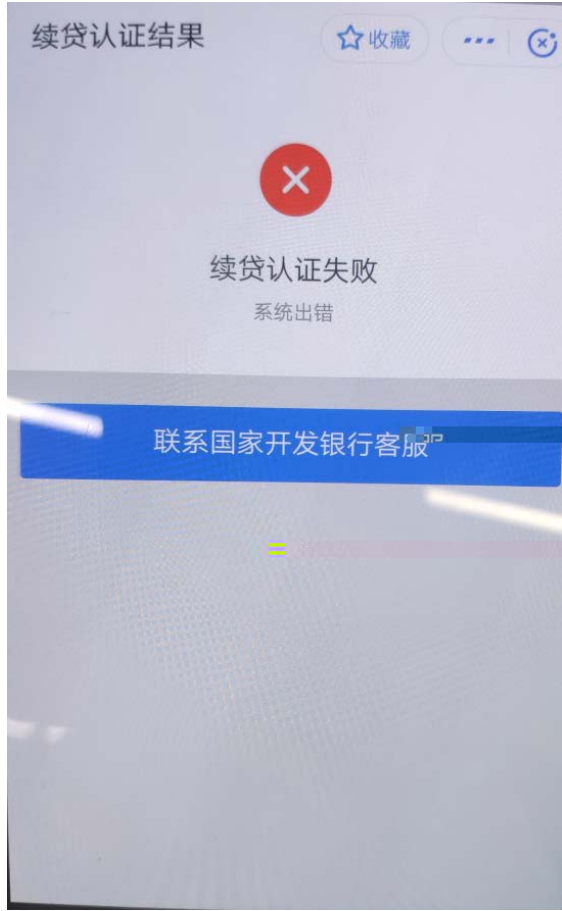 续贷认证结果
收藏
续贷认证失败
系统出错
联系国家开发银行客服